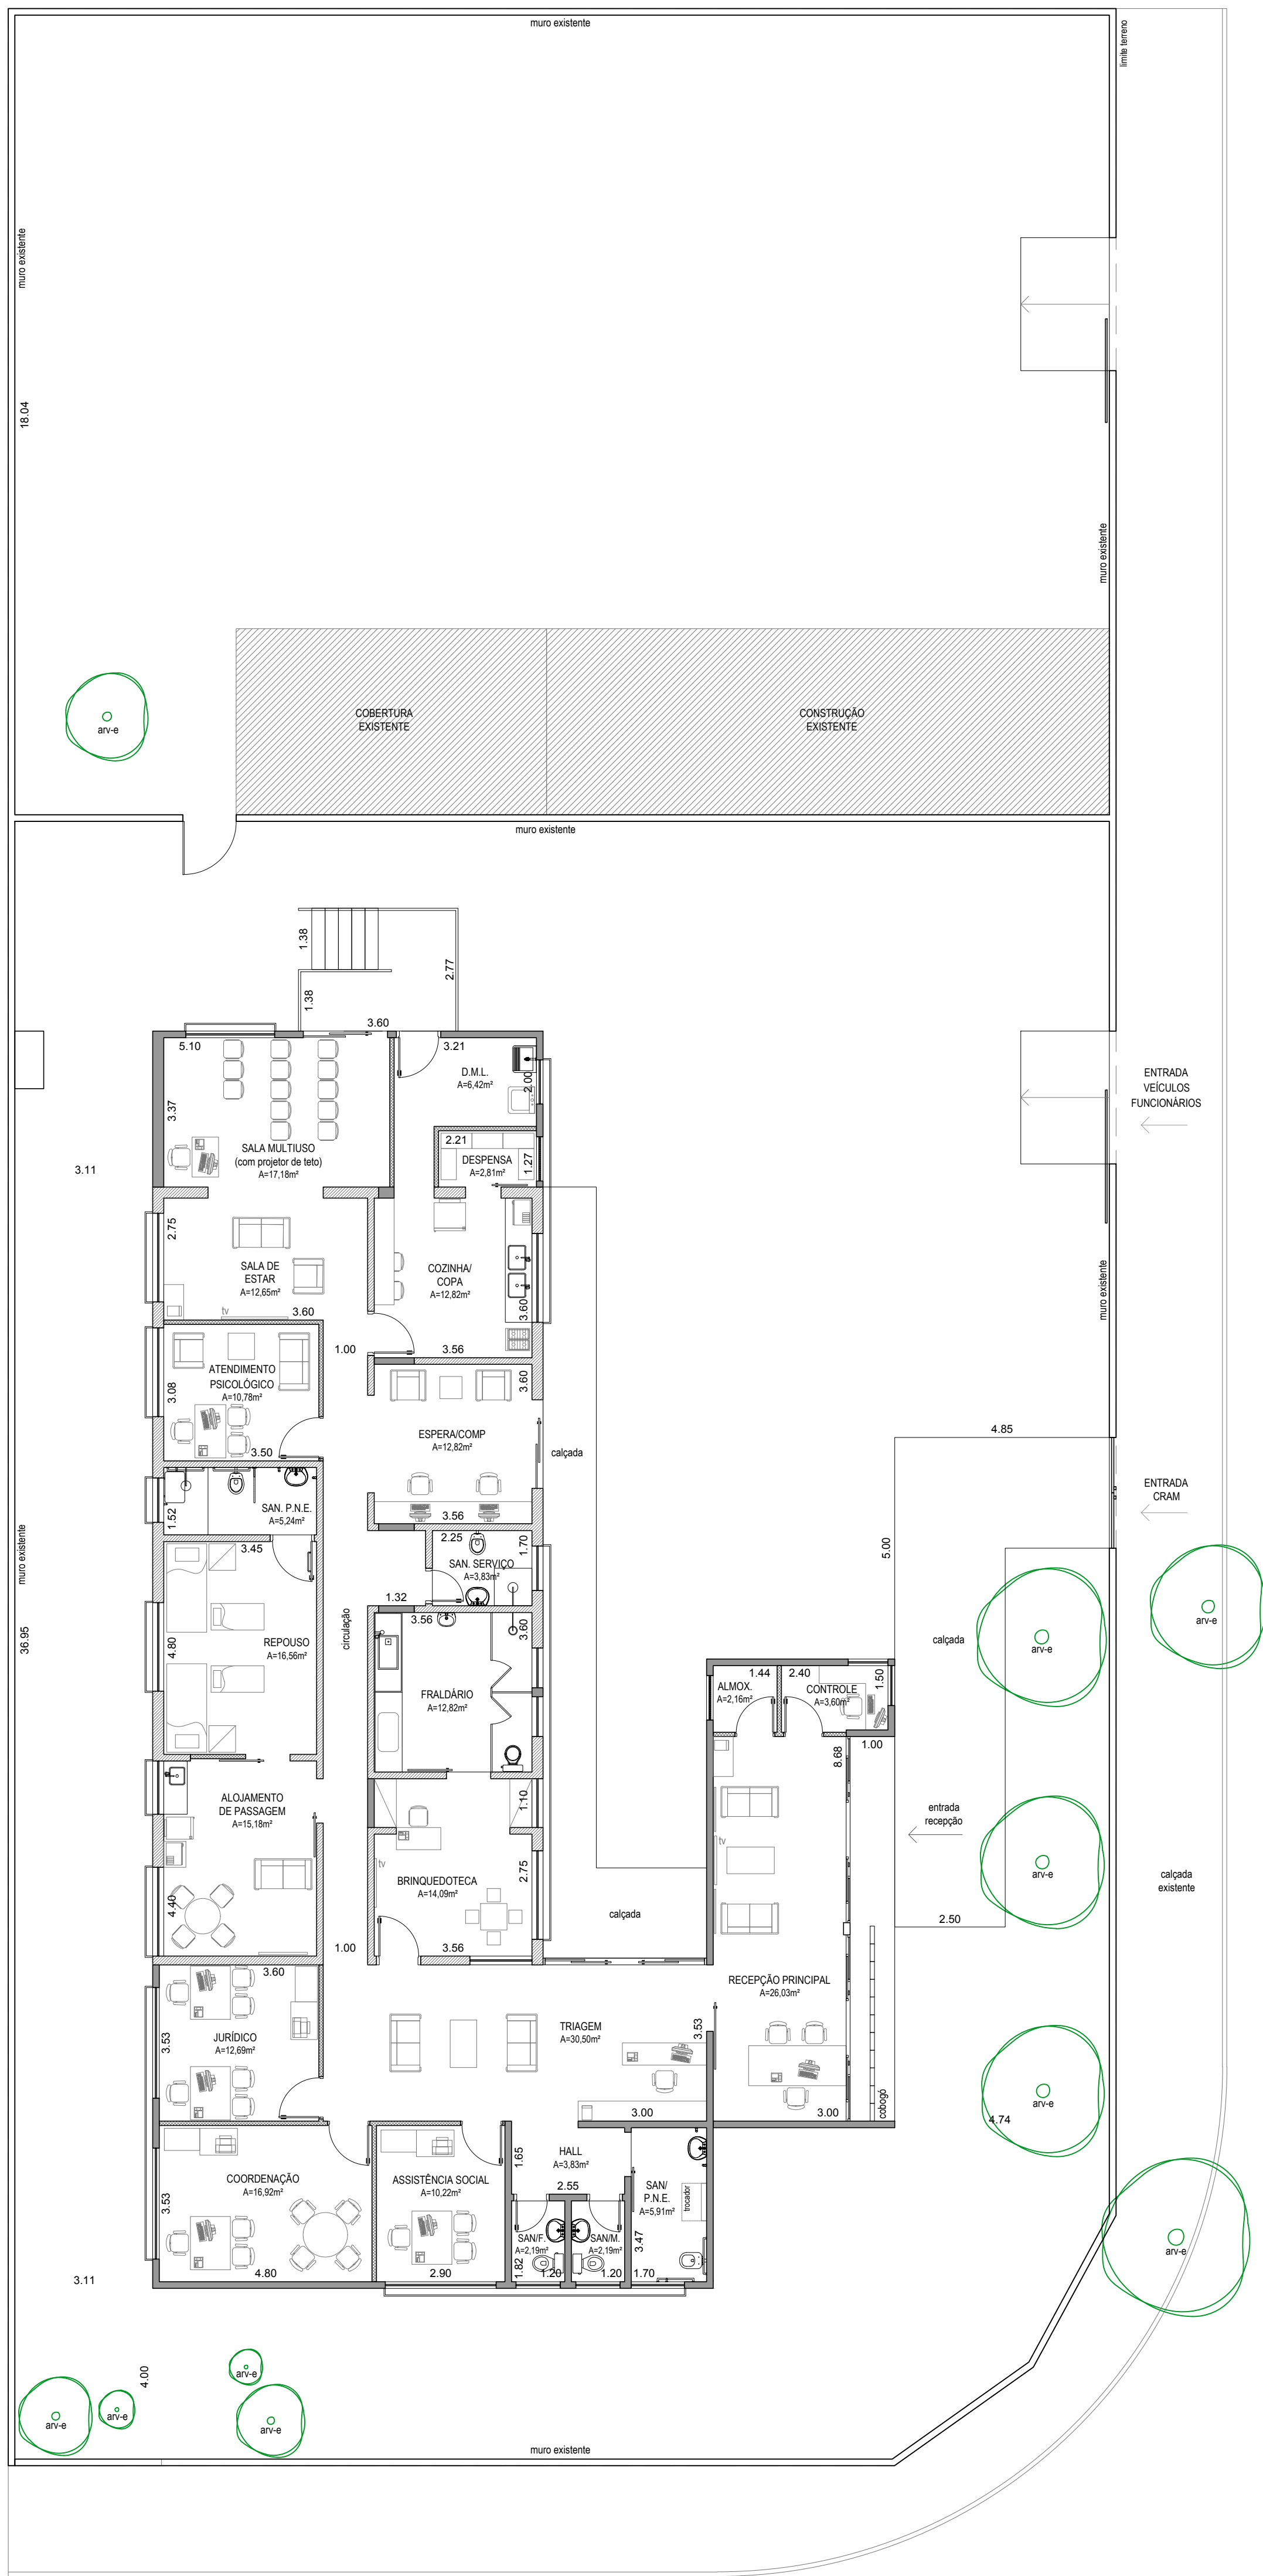 muro existente
limite terreno
muro existente
18.04
muro existente
COBERTURA
EXISTENTE
CONSTRUÇÃO
EXISTENTE
arv-e
muro existente
1.38
2.77
1.38
3.60
5.10
3.21
D.M.L.
A=6,42m²
2.00
ENTRADA
VEÍCULOS
FUNCIONÁRIOS
3.37
SALA MULTIUSO
(com projetor de teto)
A=17,18m²
2.21
DESPENSA
A=2,81m²
1.27
3.11
2.75
SALA DE
ESTAR
A=12,65m²
COZINHA/
COPA
A=12,82m²
muro existente
tv
3.60
3.60
1.00
3.56
ATENDIMENTO
PSICOLÓGICO
A=10,78m²
3.08
3.60
3.50
ESPERA/COMP
A=12,82m²
calçada
4.85
ENTRADA
CRAM
SAN. P.N.E.
A=5,24m²
1.52
3.56
3.45
2.25
1.70
SAN. SERVIÇO
A=3,83m²
5.00
muro existente
36.95
1.32
3.56
3.60
circulação
REPOUSO
A=16,56m²
4.80
calçada
arv-e
arv-e
FRALDÁRIO
A=12,82m²
ALMOX.
A=2,16m²
1.44
2.40
CONTROLE
A=3,60m²
1.50
8.68
1.00
ALOJAMENTO
DE PASSAGEM
A=15,18m²
1.10
entrada
recepção
tv
tv
BRINQUEDOTECA
A=14,09m²
2.75
arv-e
calçada
existente
4.40
calçada
2.50
1.00
3.56
3.60
RECEPÇÃO PRINCIPAL
A=26,03m²
JURÍDICO
A=12,69m²
3.53
TRIAGEM
A=30,50m²
3.53
3.00
3.00
cobogó
arv-e
4.74
COORDENAÇÃO
A=16,92m²
3.53
ASSISTÊNCIA SOCIAL
A=10,22m²
HALL
A=3,83m²
1.65
2.55
SAN/
P.N.E.
A=5,91m²
trocador
SAN/F.
A=2,19m²
SAN/M.
A=2,19m²
3.47
1.82
4.80
2.90
1.20
1.20
1.70
arv-e
3.11
4.00
arv-e
arv-e
arv-e
arv-e
muro existente